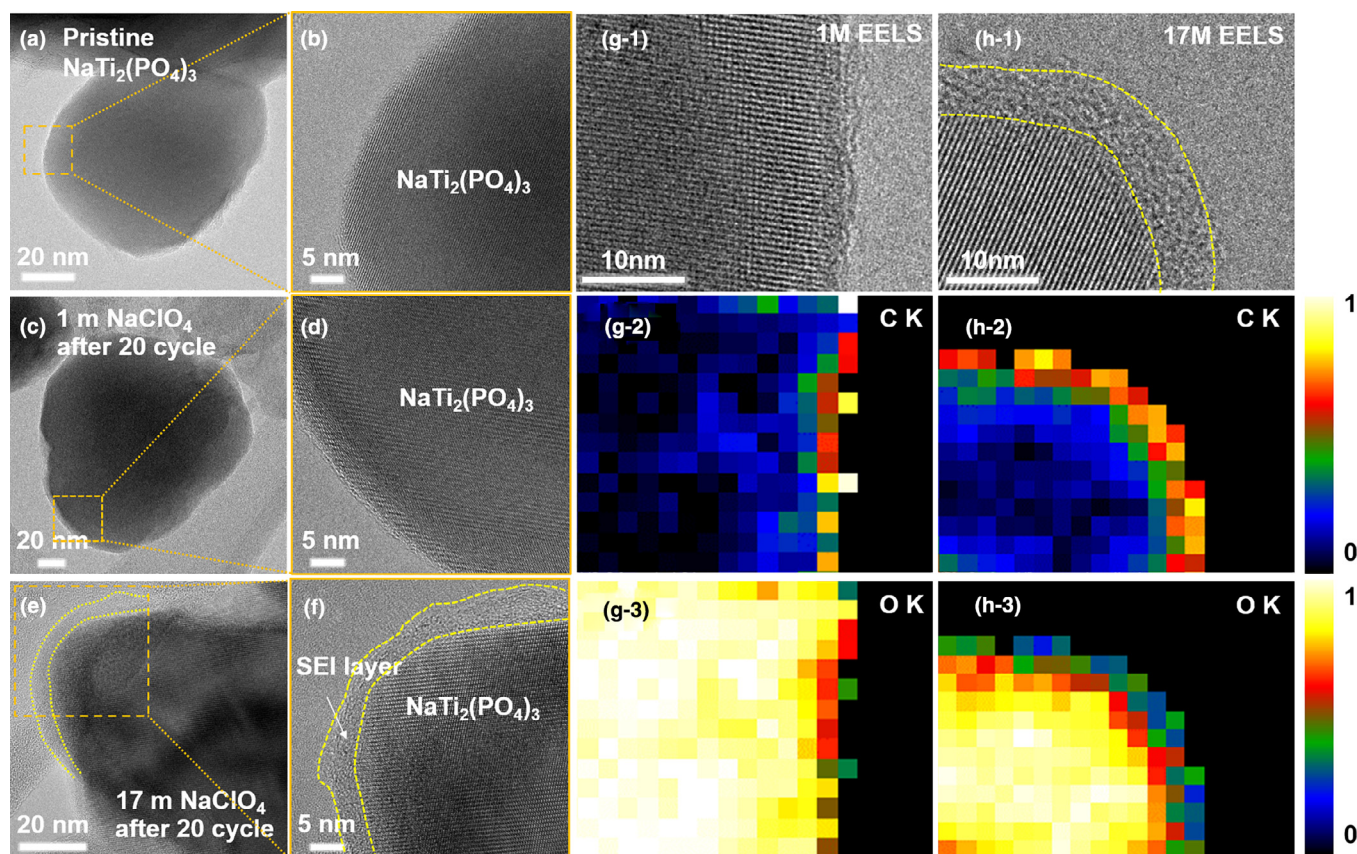 (a) Pristine
NaTi₂(PO₄)₃
20 nm
(b)
NaTi₂(PO₄)₃
5 nm
(g-1)
1M EELS
10nm
(h-1)
17M EELS
10nm
(c) 1 m NaClO₄
after 20 cycle
20 nm
(d)
NaTi₂(PO₄)₃
5 nm
(g-2)
C K
(h-2)
C K
1
0
(e)
17 m NaClO₄
after 20 cycle
20 nm
(f)
SEI layer
NaTi₂(PO₄)₃
5 nm
(g-3)
O K
(h-3)
O K
1
0